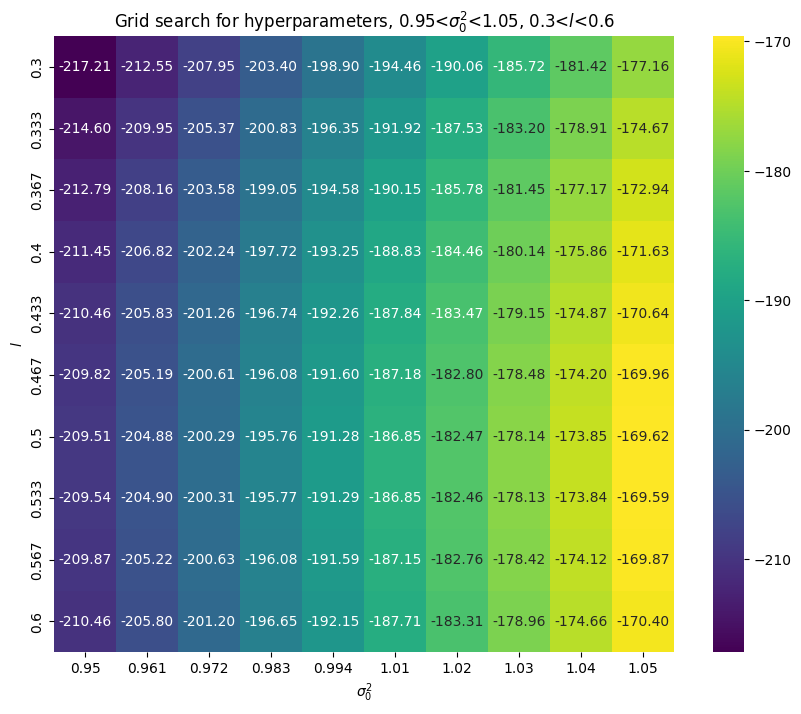 Grid search for hyperparameters, 0.95<σ₀²<1.05, 0.3<l<0.6
0.3 -217.21 -212.55 -207.95 -203.40 -198.90 -194.46 -190.06 -185.72 -181.42 -177.16
0.333 -214.60 -209.95 -205.37 -200.83 -196.35 -191.92 -187.53 -183.20 -178.91 -174.67
0.367 -212.79 -208.16 -203.58 -199.05 -194.58 -190.15 -185.78 -181.45 -177.17 -172.94
0.4 -211.45 -206.82 -202.24 -197.72 -193.25 -188.83 -184.46 -180.14 -175.86 -171.63
0.433 -210.46 -205.83 -201.26 -196.74 -192.26 -187.84 -183.47 -179.15 -174.87 -170.64
l
0.467 -209.82 -205.19 -200.61 -196.08 -191.60 -187.18 -182.80 -178.48 -174.20 -169.96
0.5 -209.51 -204.88 -200.29 -195.76 -191.28 -186.85 -182.47 -178.14 -173.85 -169.62
0.533 -209.54 -204.90 -200.31 -195.77 -191.29 -186.85 -182.46 -178.13 -173.84 -169.59
0.567 -209.87 -205.22 -200.63 -196.08 -191.59 -187.15 -182.76 -178.42 -174.12 -169.87
0.6 -210.46 -205.80 -201.20 -196.65 -192.15 -187.71 -183.31 -178.96 -174.66 -170.40
0.95 0.961 0.972 0.983 0.994 1.01 1.02 1.03 1.04 1.05
σ₀²
−170
−180
−190
−200
−210